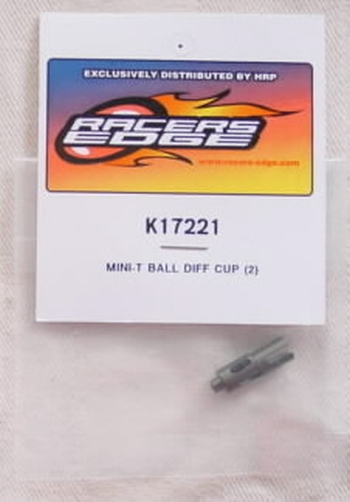 EXCLUSIVELY DISTRIBUTED BY HRP
RACERS
EDGE
www.racers-edge.com
K17221
MINI-T BALL DIFF CUP (2)